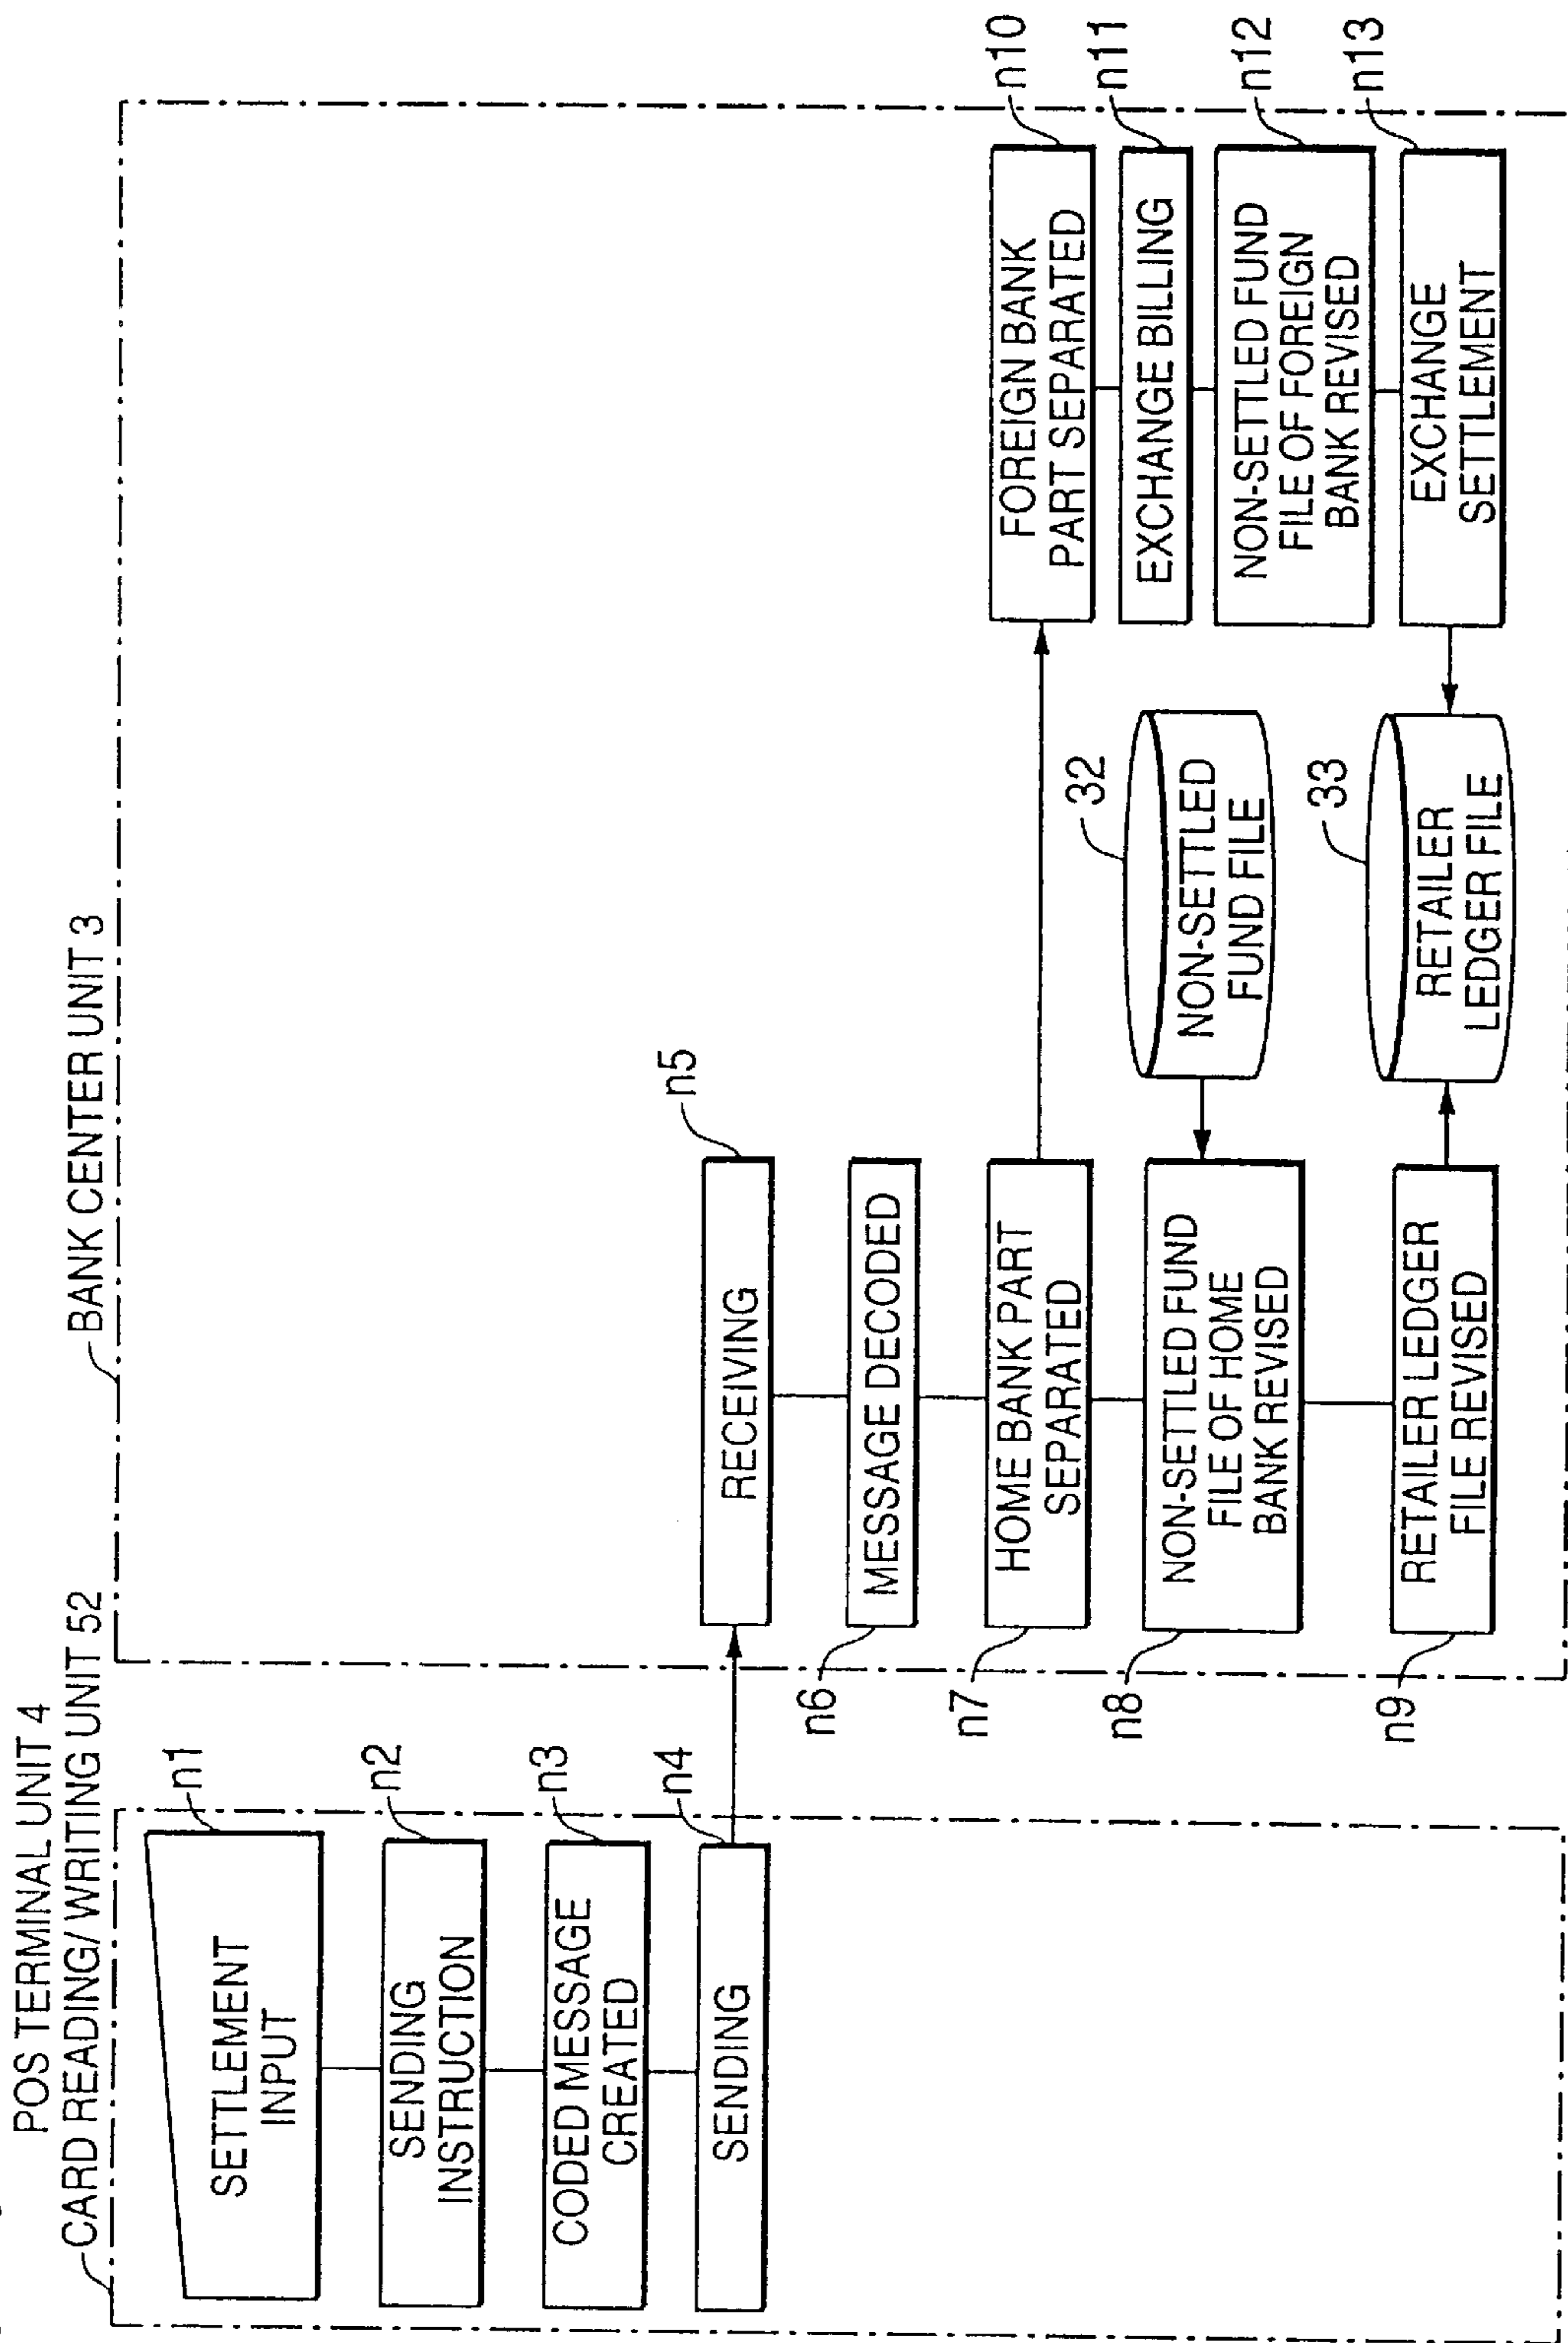 POS TERMINAL UNIT 4
CARD READING/WRITING UNIT 52
n1
SETTLEMENT
INPUT
n2
SENDING
INSTRUCTION
n3
CODED MESSAGE
CREATED
n4
SENDING
BANK CENTER UNIT 3
n5
RECEIVING
n6
MESSAGE DECODED
n7
HOME BANK PART
SEPARATED
n8
NON-SETTLED FUND
FILE OF HOME
BANK REVISED
n9
RETAILER LEDGER
FILE REVISED
32
NON-SETTLED
FUND FILE
33
RETAILER
LEDGER FILE
n10
FOREIGN BANK
PART SEPARATED
n11
EXCHANGE BILLING
n12
NON-SETTLED FUND
FILE OF FOREIGN
BANK REVISED
n13
EXCHANGE
SETTLEMENT